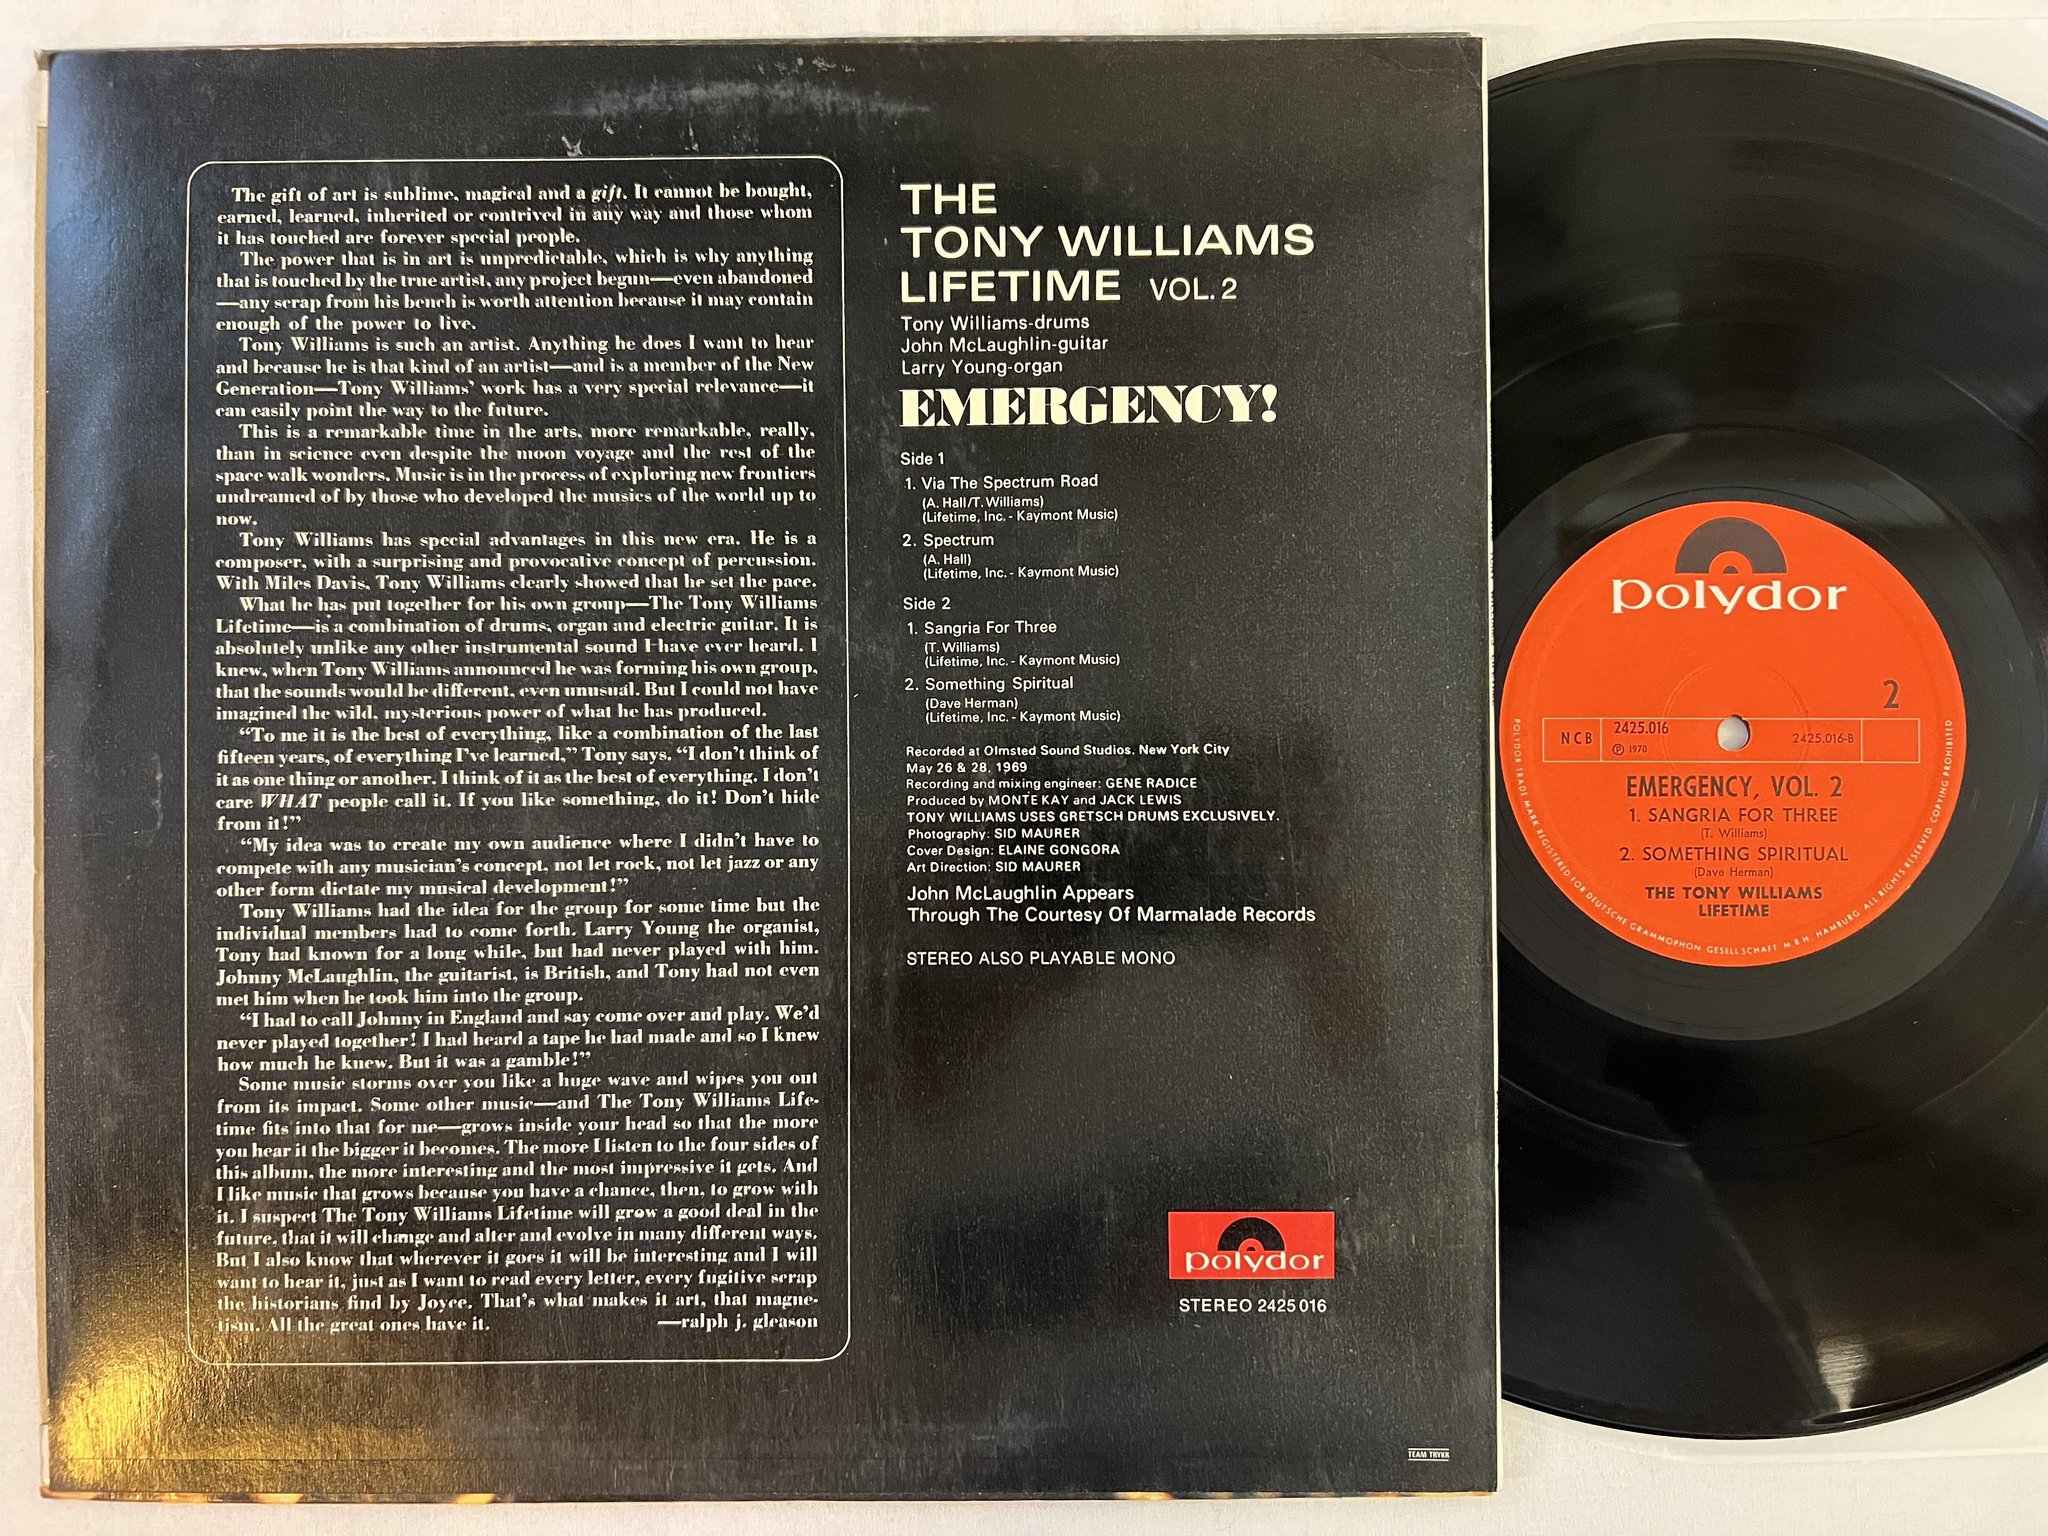 The gift of art is sublime, magical and a gift. It cannot be bought,
earned, learned, inherited or contrived in any way and those whom
it has touched are forever special people.
The power that is in art is unpredictable, which is why anything
that is touched by the true artist, any project begun—even abandoned
—any scrap from his bench is worth attention because it may contain
enough of the power to live.
Tony Williams is such an artist. Anything he does I want to hear
and because he is that kind of an artist—and is a member of the New
Generation—Tony Williams' work has a very special relevance—it
can easily point the way to the future.
This is a remarkable time in the arts, more remarkable, really,
than in science even despite the moon voyage and the rest of the
space walk wonders. Music is in the process of exploring new frontiers
undreamed of by those who developed the musics of the world up to
now.
Tony Williams has special advantages in this new era. He is a
composer, with a surprising and provocative concept of percussion.
With Miles Davis, Tony Williams clearly showed that he set the pace.
What he has put together for his own group—The Tony Williams
Lifetime—is a combination of drums, organ and electric guitar. It is
absolutely unlike any other instrumental sound I have ever heard. I
knew, when Tony Williams announced he was forming his own group,
that the sounds would be different, even unusual. But I could not have
imagined the wild, mysterious power of what he has produced.
"To me it is the best of everything, like a combination of the last
fifteen years, of everything I've learned," Tony says. "I don't think of
it as one thing or another. I think of it as the best of everything. I don't
care WHAT people call it. If you like something, do it! Don't hide
from it!"
"My idea was to create my own audience where I didn't have to
compete with any musician's concept, not let rock, not let jazz or any
other form dictate my musical development!"
Tony Williams had the idea for the group for some time but the
individual members had to come forth. Larry Young the organist,
Tony had known for a long while, but had never played with him.
Johnny McLaughlin, the guitarist, is British, and Tony had not even
met him when he took him into the group.
"I had to call Johnny in England and say come over and play. We'd
never played together! I had heard a tape he had made and so I knew
how much he knew. But it was a gamble!"
Some music storms over you like a huge wave and wipes you out
from its impact. Some other music—and The Tony Williams Life-
time fits into that for me—grows inside your head so that the more
you hear it the bigger it becomes. The more I listen to the four sides of
this album, the more interesting and the most impressive it gets. And
I like music that grows because you have a chance, then, to grow with
it. I suspect The Tony Williams Lifetime will grow a good deal in the
future, that it will change and alter and evolve in many different ways.
But I also know that wherever it goes it will be interesting and I will
want to hear it, just as I want to read every letter, every fugitive scrap
the historians find by Joyce. That's what makes it art, that magne-
tism. All the great ones have it. —ralph j. gleason
THE
TONY WILLIAMS
LIFETIME VOL. 2
Tony Williams-drums
John McLaughlin-guitar
Larry Young-organ
EMERGENCY!
Side 1
1. Via The Spectrum Road
(A. Hall/T. Williams)
(Lifetime, Inc. - Kaymont Music)
2. Spectrum
(A. Hall)
(Lifetime, Inc. - Kaymont Music)
Side 2
1. Sangria For Three
(T. Williams)
(Lifetime, Inc. - Kaymont Music)
2. Something Spiritual
(Dave Herman)
(Lifetime, Inc. - Kaymont Music)
Recorded at Olmsted Sound Studios, New York City
May 26 & 28, 1969
Recording and mixing engineer: GENE RADICE
Produced by MONTE KAY and JACK LEWIS
TONY WILLIAMS USES GRETSCH DRUMS EXCLUSIVELY.
Photography: SID MAURER
Cover Design: ELAINE GONGORA
Art Direction: SID MAURER
John McLaughlin Appears
Through The Courtesy Of Marmalade Records
STEREO ALSO PLAYABLE MONO
polydor
STEREO 2425 016
TEAM TRYKK
polydor
2
NCB 2425.016 2425.016-B
℗ 1970
EMERGENCY, VOL. 2
1. SANGRIA FOR THREE
(T. Williams)
2. SOMETHING SPIRITUAL
(Dave Herman)
THE TONY WILLIAMS
LIFETIME
POLYDOR TRADE MARK REGISTERED FOR DEUTSCHE GRAMMOPHON GESELLSCHAFT M.B.H. HAMBURG ALL RIGHTS RESERVED COPYING PROHIBITED